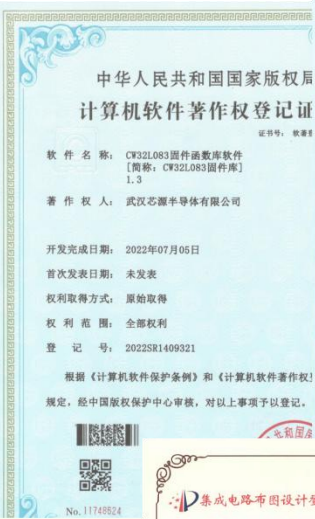 中华人民共和国国家版权局
计算机软件著作权登记证
证书号： 软著登
软 件 名 称： CW32L083固件函数库软件
[简称：CW32L083固件库]
1.3
著 作 权 人： 武汉芯源半导体有限公司
开发完成日期： 2022年07月05日
首次发表日期： 未发表
权利取得方式： 原始取得
权 利 范 围： 全部权利
登 记 号： 2022SR1409321
根据《计算机软件保护条例》和《计算机软件著作权
规定，经中国版权保护中心审核，对以上事项予以登记。
No. 11748624
集成电路布图设计登